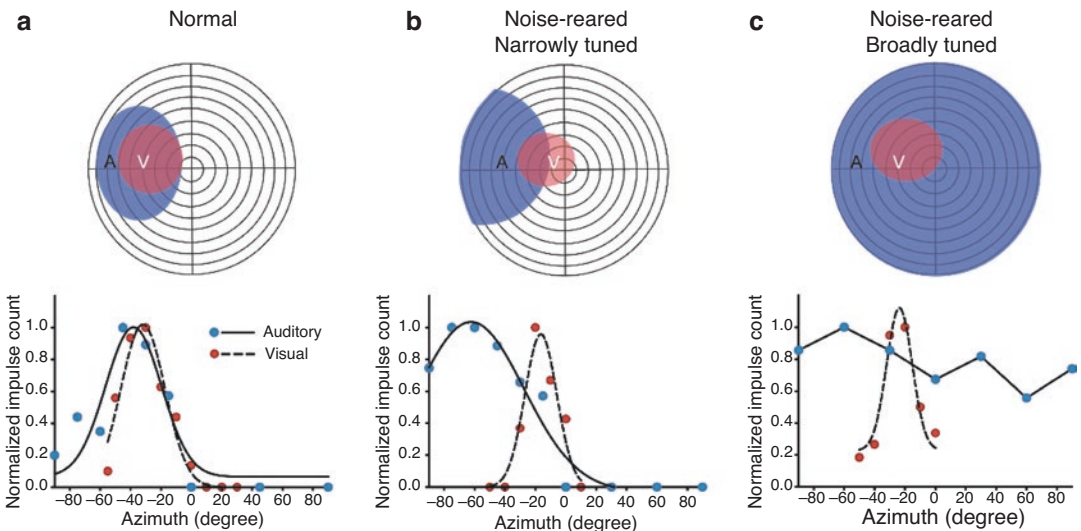 a
Normal
b
Noise-reared
Narrowly tuned
c
Noise-reared
Broadly tuned
A V
A V
A V
Normalized impulse count
1.0
0.8
0.6
0.4
0.2
0.0
Auditory
Visual
−80 −60 −40 −20 0 20 40 60 80
Azimuth (degree)
Normalized impulse count
1.0
0.8
0.6
0.4
0.2
0.0
−80 −60 −40 −20 0 20 40 60 80
Azimuth (degree)
Normalized impulse count
1.0
0.8
0.6
0.4
0.2
0.0
−80 −60 −40 −20 0 20 40 60 80
Azimuth (degree)